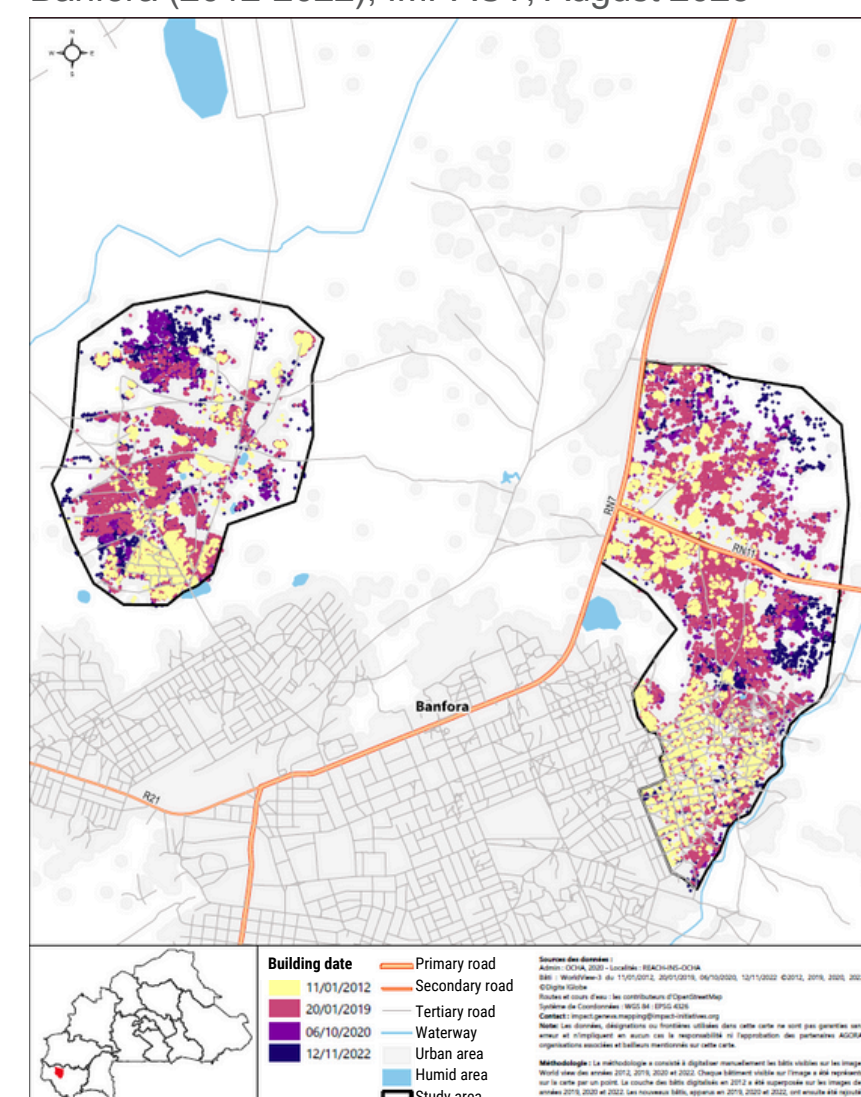 Banfora (2012-2022), IMPACT, August 2023
N
E
S
RN7
RN11
Banfora
R21
Building date
11/01/2012
20/01/2019
06/10/2020
12/11/2022
Primary road
Secondary road
Tertiary road
Waterway
Urban area
Humid area
Study area
Sources des données :
Admin : OCHA, 2020 - Localités : REACH-INS-OCHA
Bâti : WorldView-3 du 11/01/2012, 20/01/2019, 06/10/2020, 12/11/2022 ©2012, 2019, 2020, 202
Routes et cours d'eau : les contributeurs d'OpenStreetMap
Système de Coordonnées : WGS 84 : EPSG 4326
Contact : impact.geneva.mapping@impact-initiatives.org
Note: Les données, désignations ou frontières utilisées dans cette carte ne sont pas garanties san
erreur et n'impliquent en aucun cas la responsabilité ni l'approbation des partenaires AGORA
organisations associées et bailleurs mentionnés sur cette carte.
Méthodologie : La méthodologie a consisté à digitaliser manuellement les bâtis visibles sur les image
World view des années 2012, 2019, 2020 et 2022. Chaque bâtiment visible sur l'image a été représent
sur la carte par un point. La couche des bâtis digitalisés en 2012 a été superposée sur les images de
années 2019, 2020 et 2022. Les nouveaux bâtis, apparus en 2019, 2020 et 2022, ont ensuite été rajouté